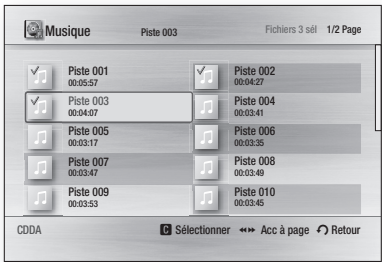 Musique Piste 003 Fichiers 3 sél 1/2 Page
Piste 001 Piste 002
00:05:57 00:04:27
Piste 003 Piste 004
00:04:07 00:03:41
Piste 005 Piste 006
00:03:17 00:03:35
Piste 007 Piste 008
00:03:47 00:03:49
Piste 009 Piste 010
00:03:53 00:03:45
CDDA C Sélectionner Acc à page Retour